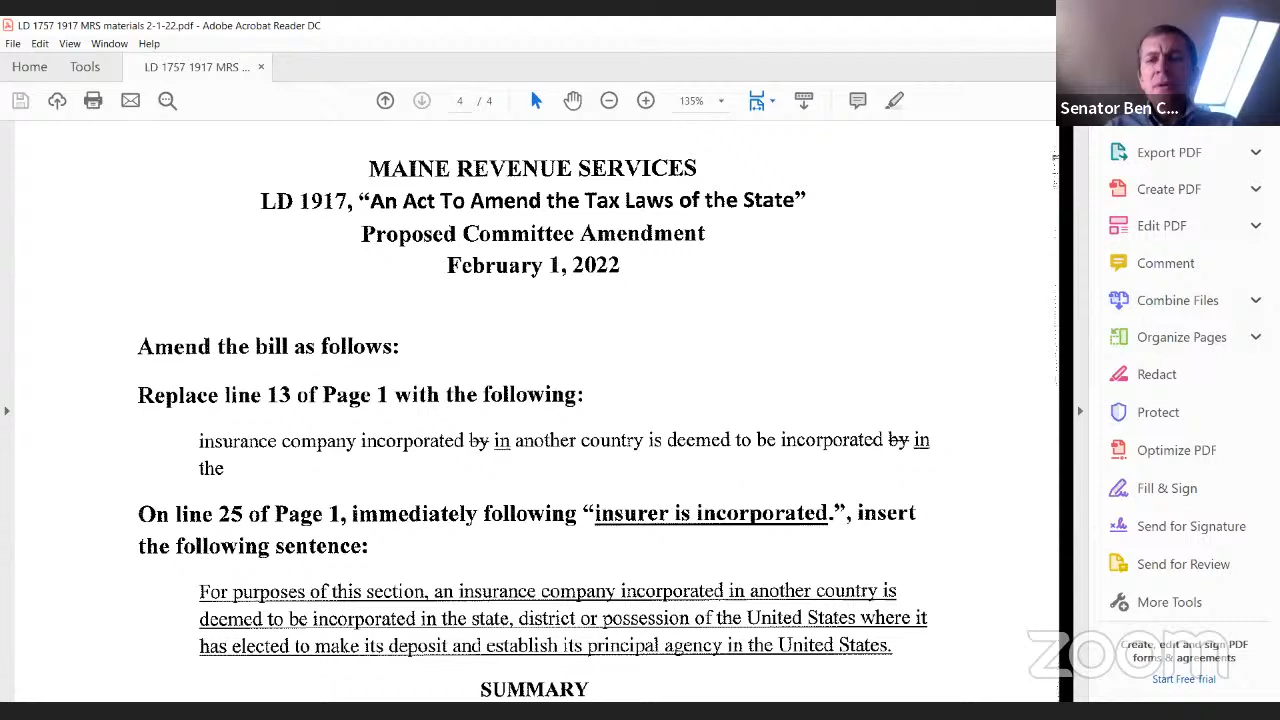 LD 1757 1917 MRS materials 2-1-22.pdf - Adobe Acrobat Reader DC
File Edit View Window Help
Home Tools LD 1757 1917 MRS ... ×
4 / 4 135%
Senator Ben C...
MAINE REVENUE SERVICES
LD 1917, “An Act To Amend the Tax Laws of the State”
Proposed Committee Amendment
February 1, 2022
Amend the bill as follows:
Replace line 13 of Page 1 with the following:
insurance company incorporated by in another country is deemed to be incorporated by in
the
On line 25 of Page 1, immediately following “insurer is incorporated.”, insert
the following sentence:
For purposes of this section, an insurance company incorporated in another country is
deemed to be incorporated in the state, district or possession of the United States where it
has elected to make its deposit and establish its principal agency in the United States.
SUMMARY
Export PDF
Create PDF
Edit PDF
Comment
Combine Files
Organize Pages
Redact
Protect
Optimize PDF
Fill & Sign
Send for Signature
Send for Review
More Tools
Create, edit and sign PDF
forms & agreements
Start Free Trial
zoom